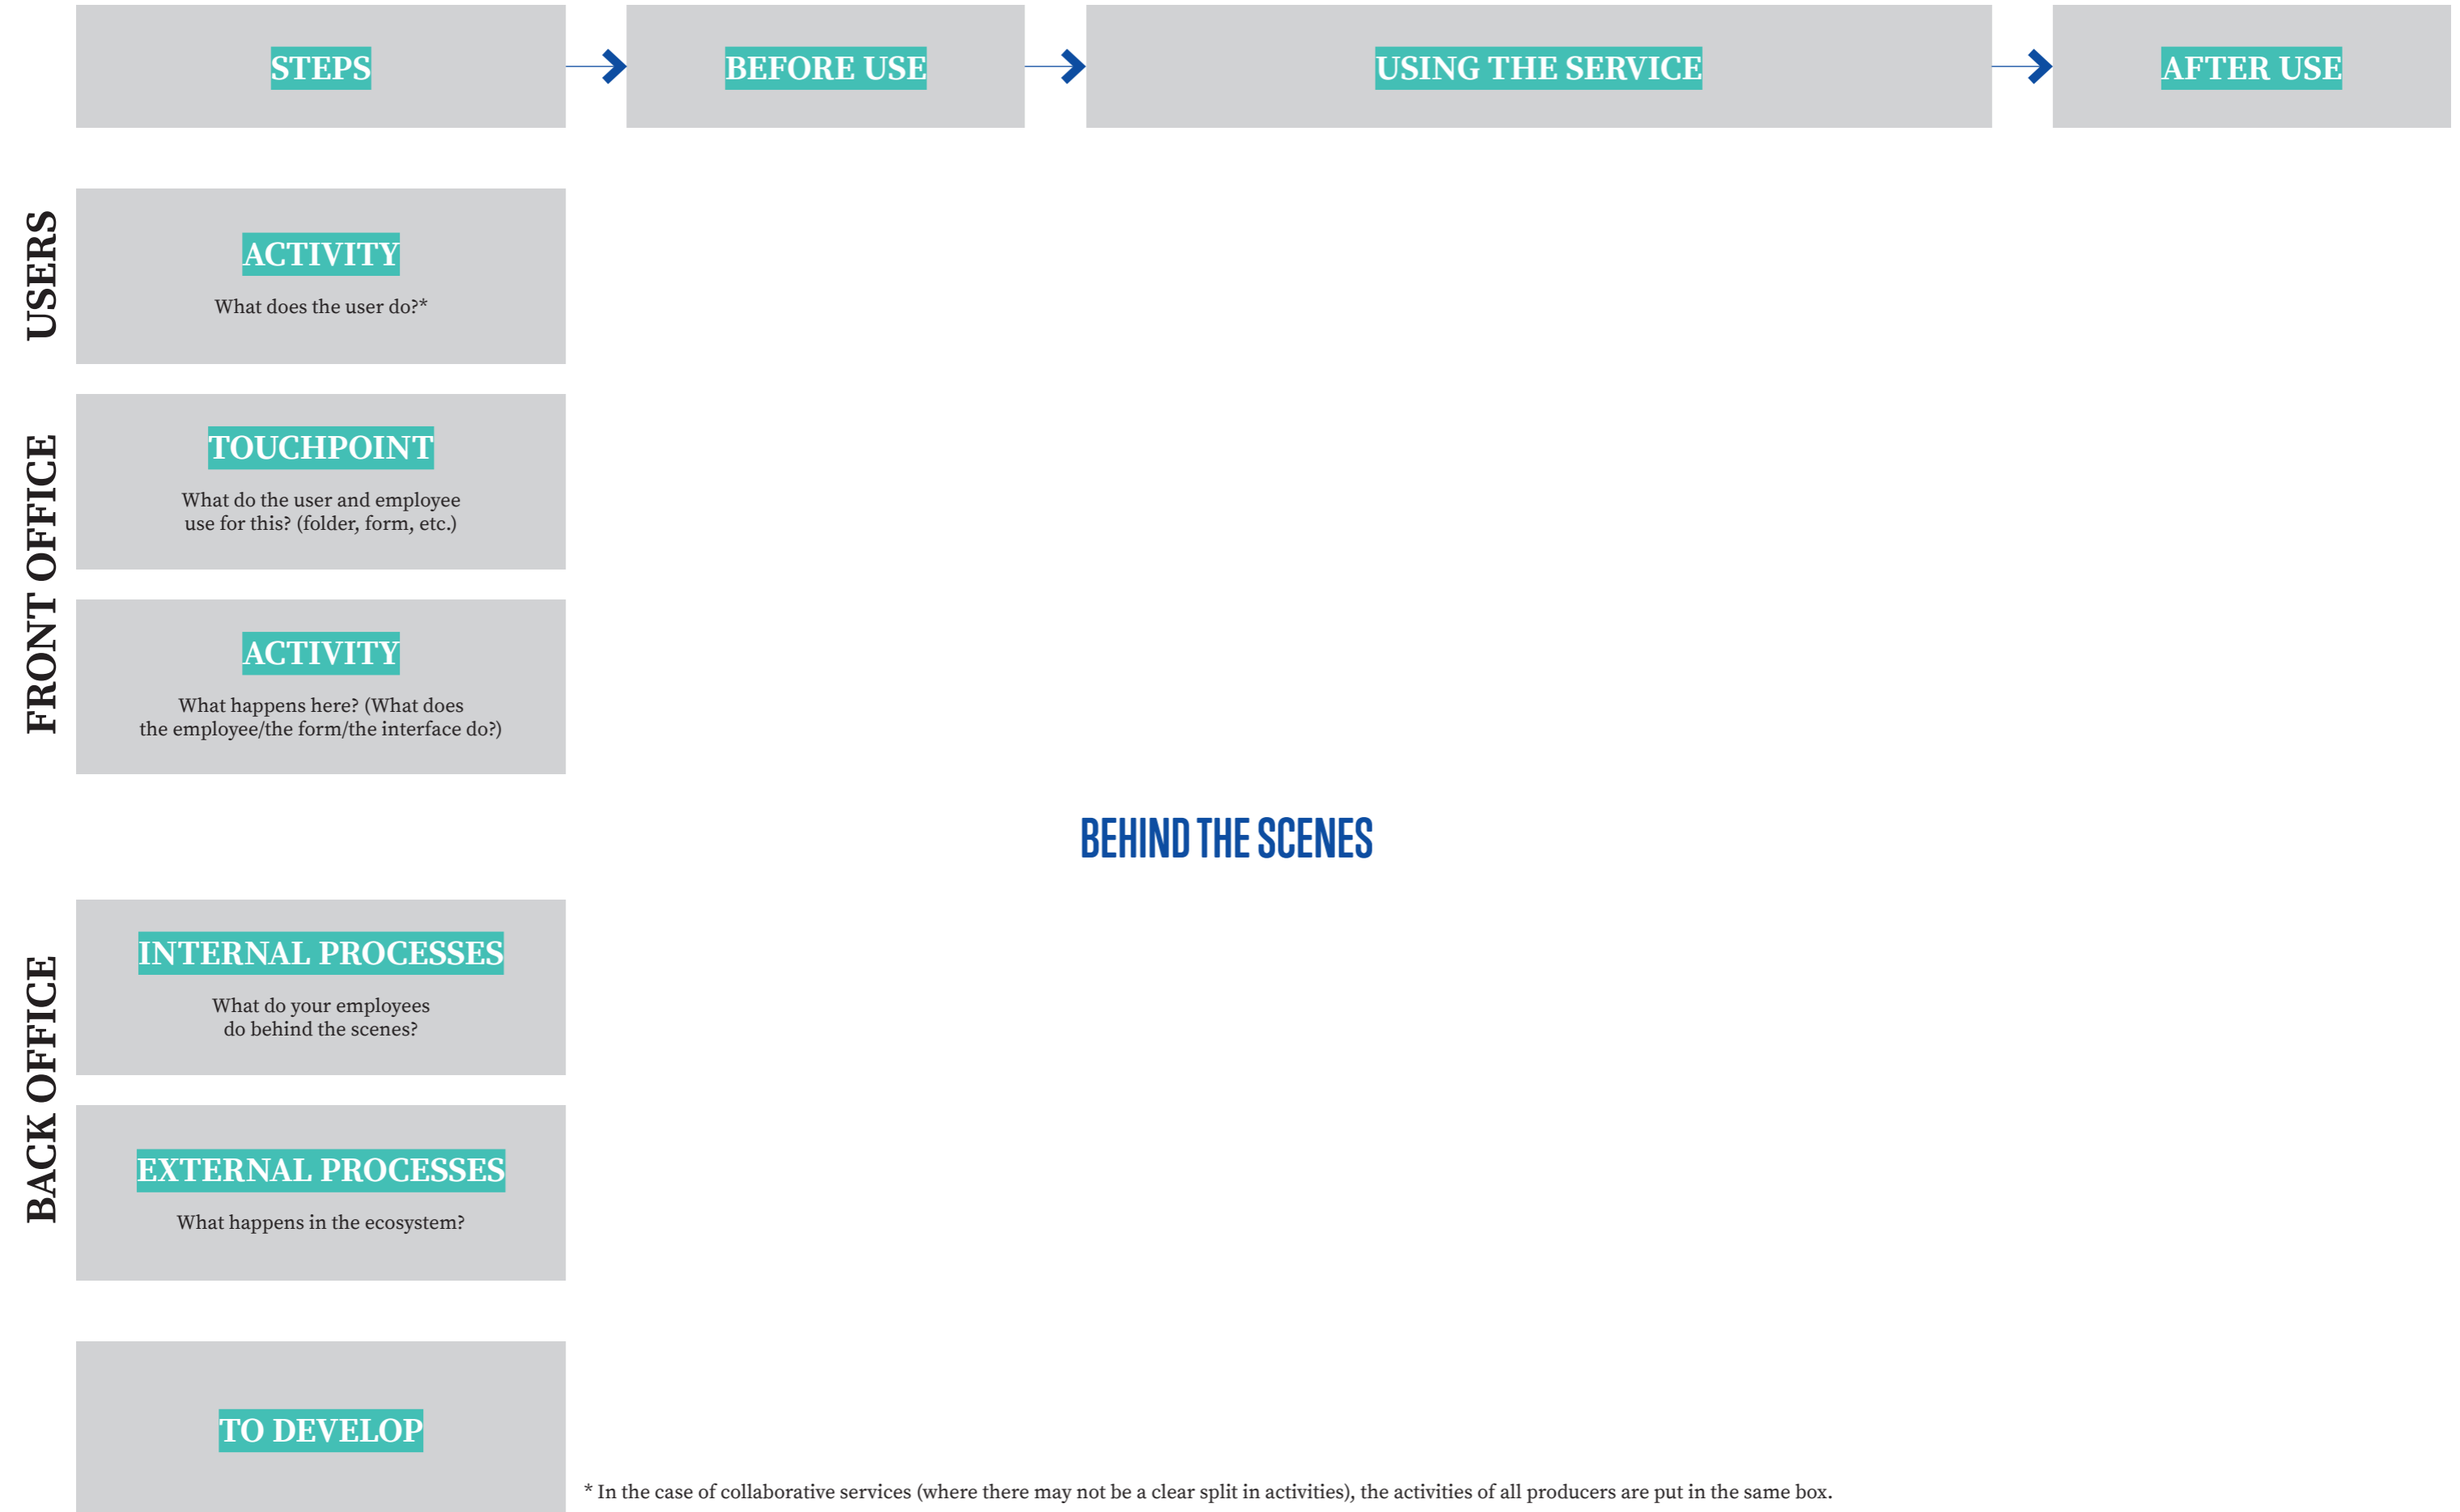 STEPS
BEFORE USE
USING THE SERVICE
AFTER USE
USERS
ACTIVITY
What does the user do?*
FRONT OFFICE
TOUCHPOINT
What do the user and employee
use for this? (folder, form, etc.)
ACTIVITY
What happens here? (What does
the employee/the form/the interface do?)
BEHIND THE SCENES
BACK OFFICE
INTERNAL PROCESSES
What do your employees
do behind the scenes?
EXTERNAL PROCESSES
What happens in the ecosystem?
TO DEVELOP
* In the case of collaborative services (where there may not be a clear split in activities), the activities of all producers are put in the same box.